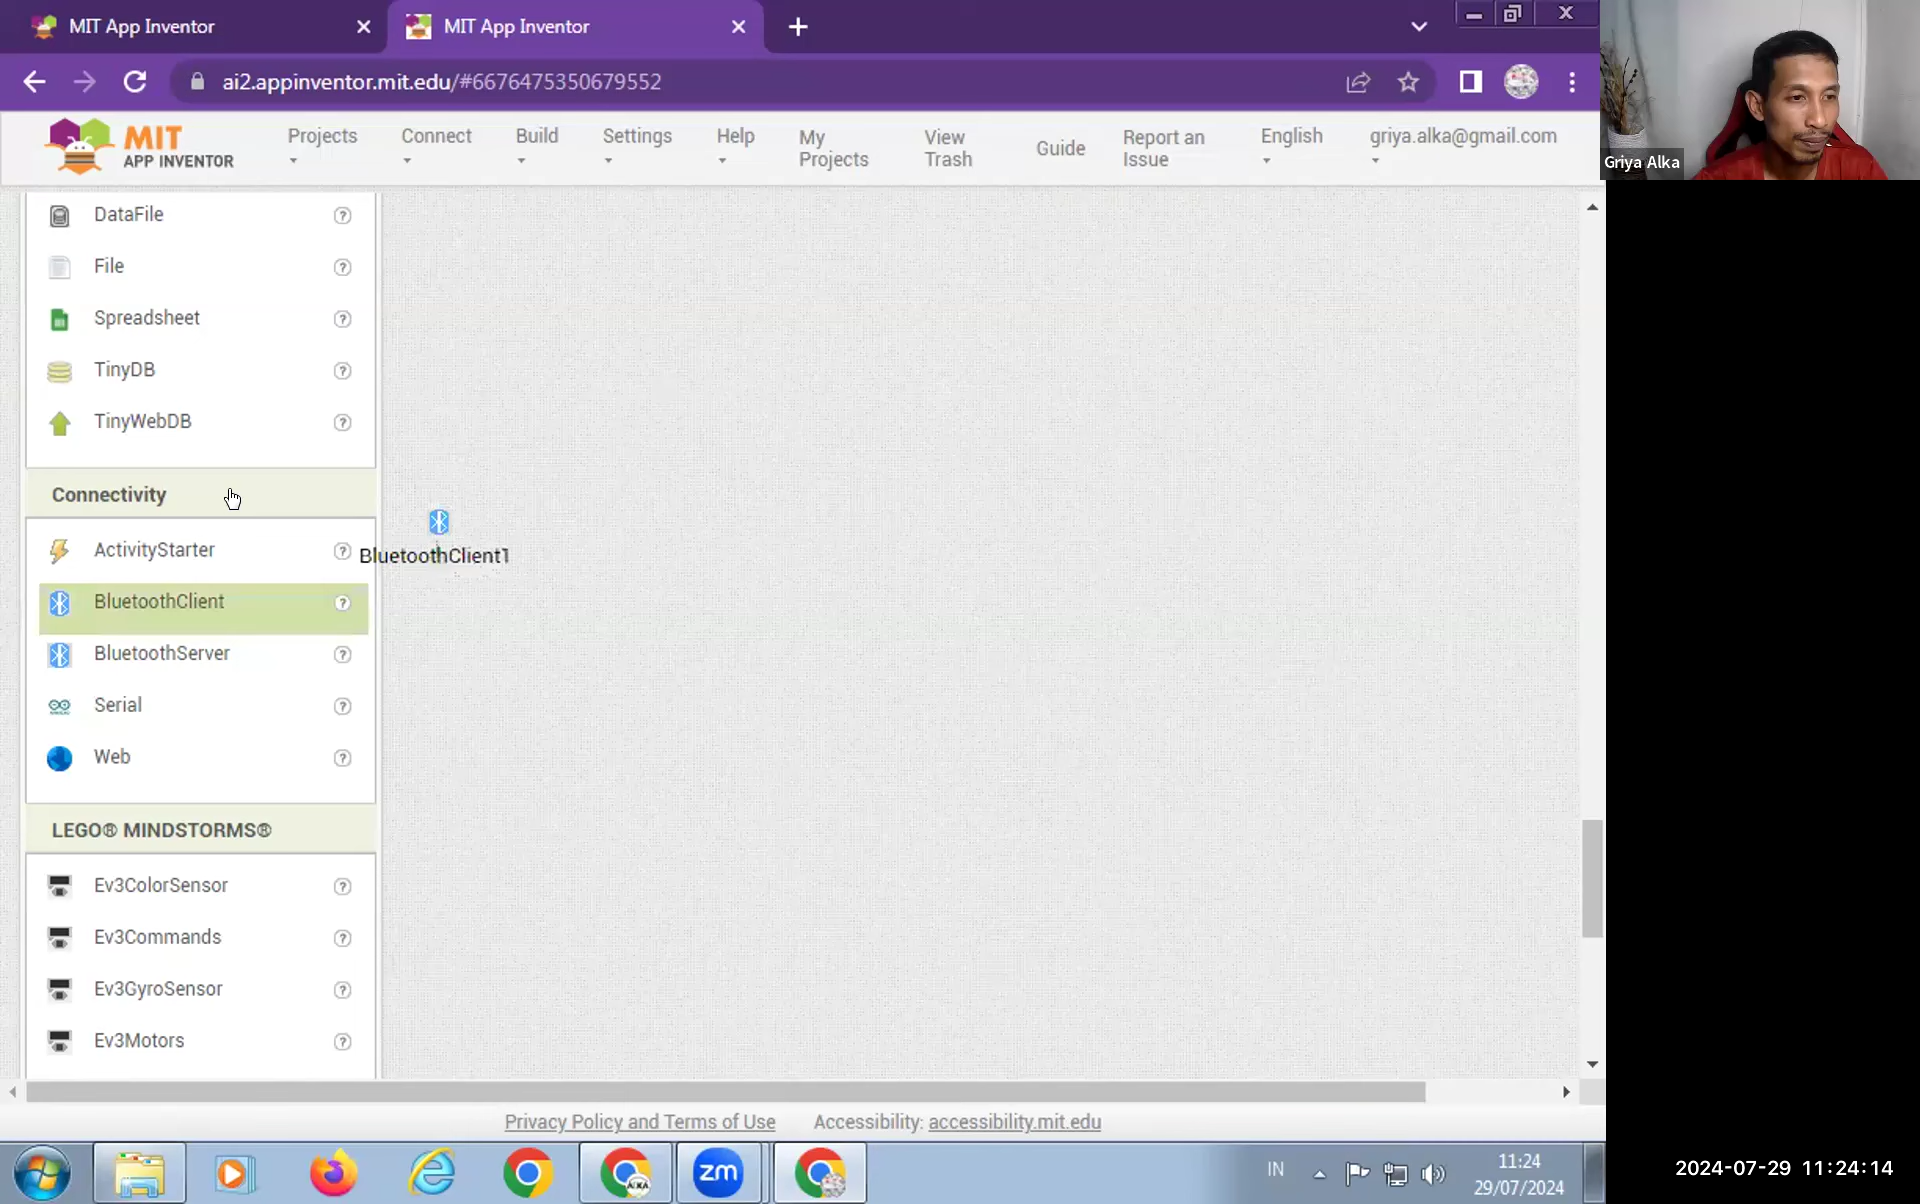 MIT App Inventor
MIT App Inventor
ai2.appinventor.mit.edu/#6676475350679552
MIT
APP INVENTOR
Projects
Connect
Build
Settings
Help
My
Projects
View
Trash
Guide
Report an
Issue
English
griya.alka@gmail.com
Griya Alka
DataFile
File
Spreadsheet
TinyDB
TinyWebDB
Connectivity
ActivityStarter
BluetoothClient1
BluetoothClient
BluetoothServer
Serial
Web
LEGO® MINDSTORMS®
Ev3ColorSensor
Ev3Commands
Ev3GyroSensor
Ev3Motors
Privacy Policy and Terms of Use
Accessibility: accessibility.mit.edu
zm
IN
11:24
29/07/2024
2024-07-29 11:24:14